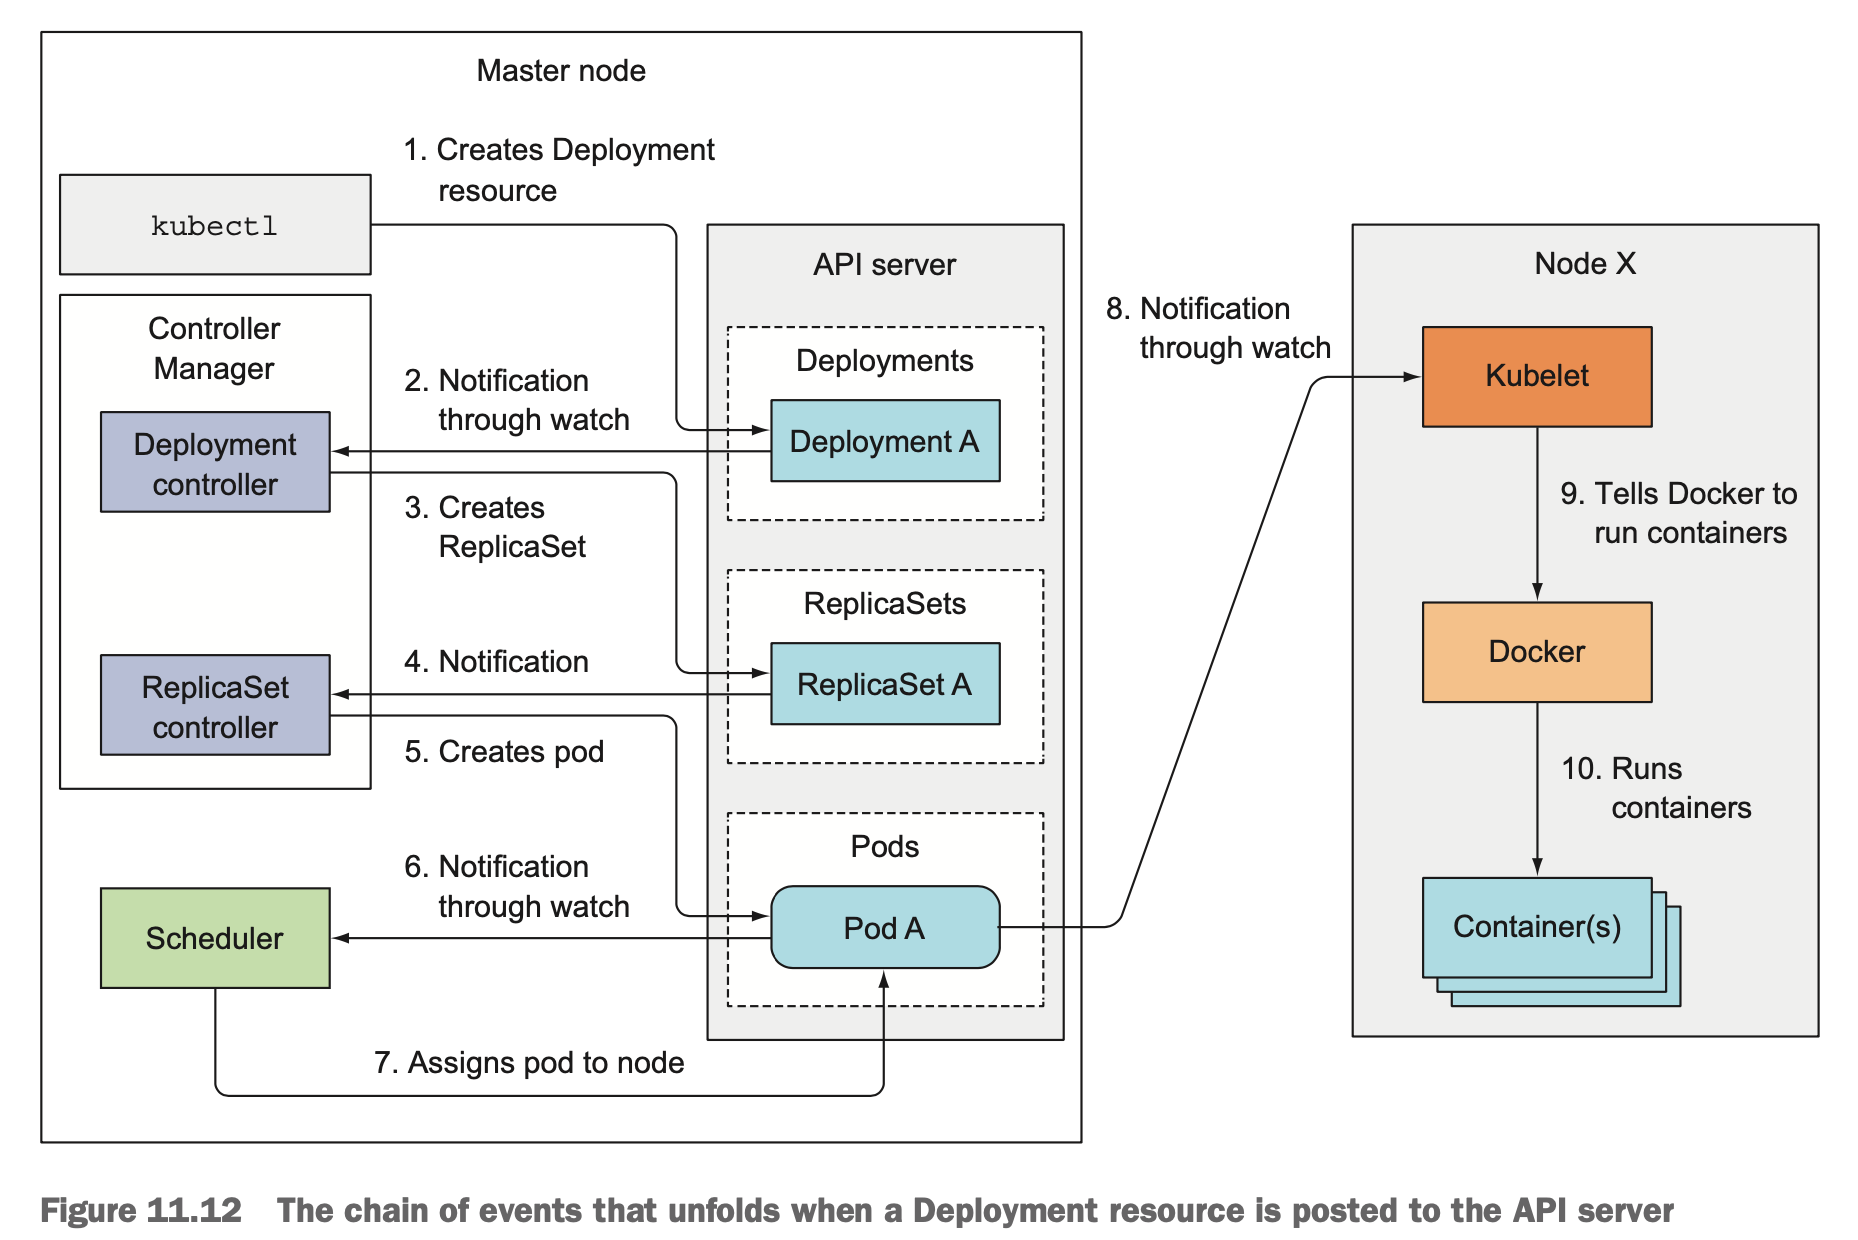 Master node
1. Creates Deployment
resource
kubectl
API server
Node X
Controller
Manager
8. Notification
through watch
Deployments
Kubelet
2. Notification
through watch
Deployment
controller
Deployment A
3. Creates
ReplicaSet
9. Tells Docker to
run containers
ReplicaSets
Docker
4. Notification
ReplicaSet
controller
ReplicaSet A
5. Creates pod
10. Runs
containers
Pods
6. Notification
through watch
Scheduler
Pod A
Container(s)
7. Assigns pod to node
Figure 11.12 The chain of events that unfolds when a Deployment resource is posted to the API server